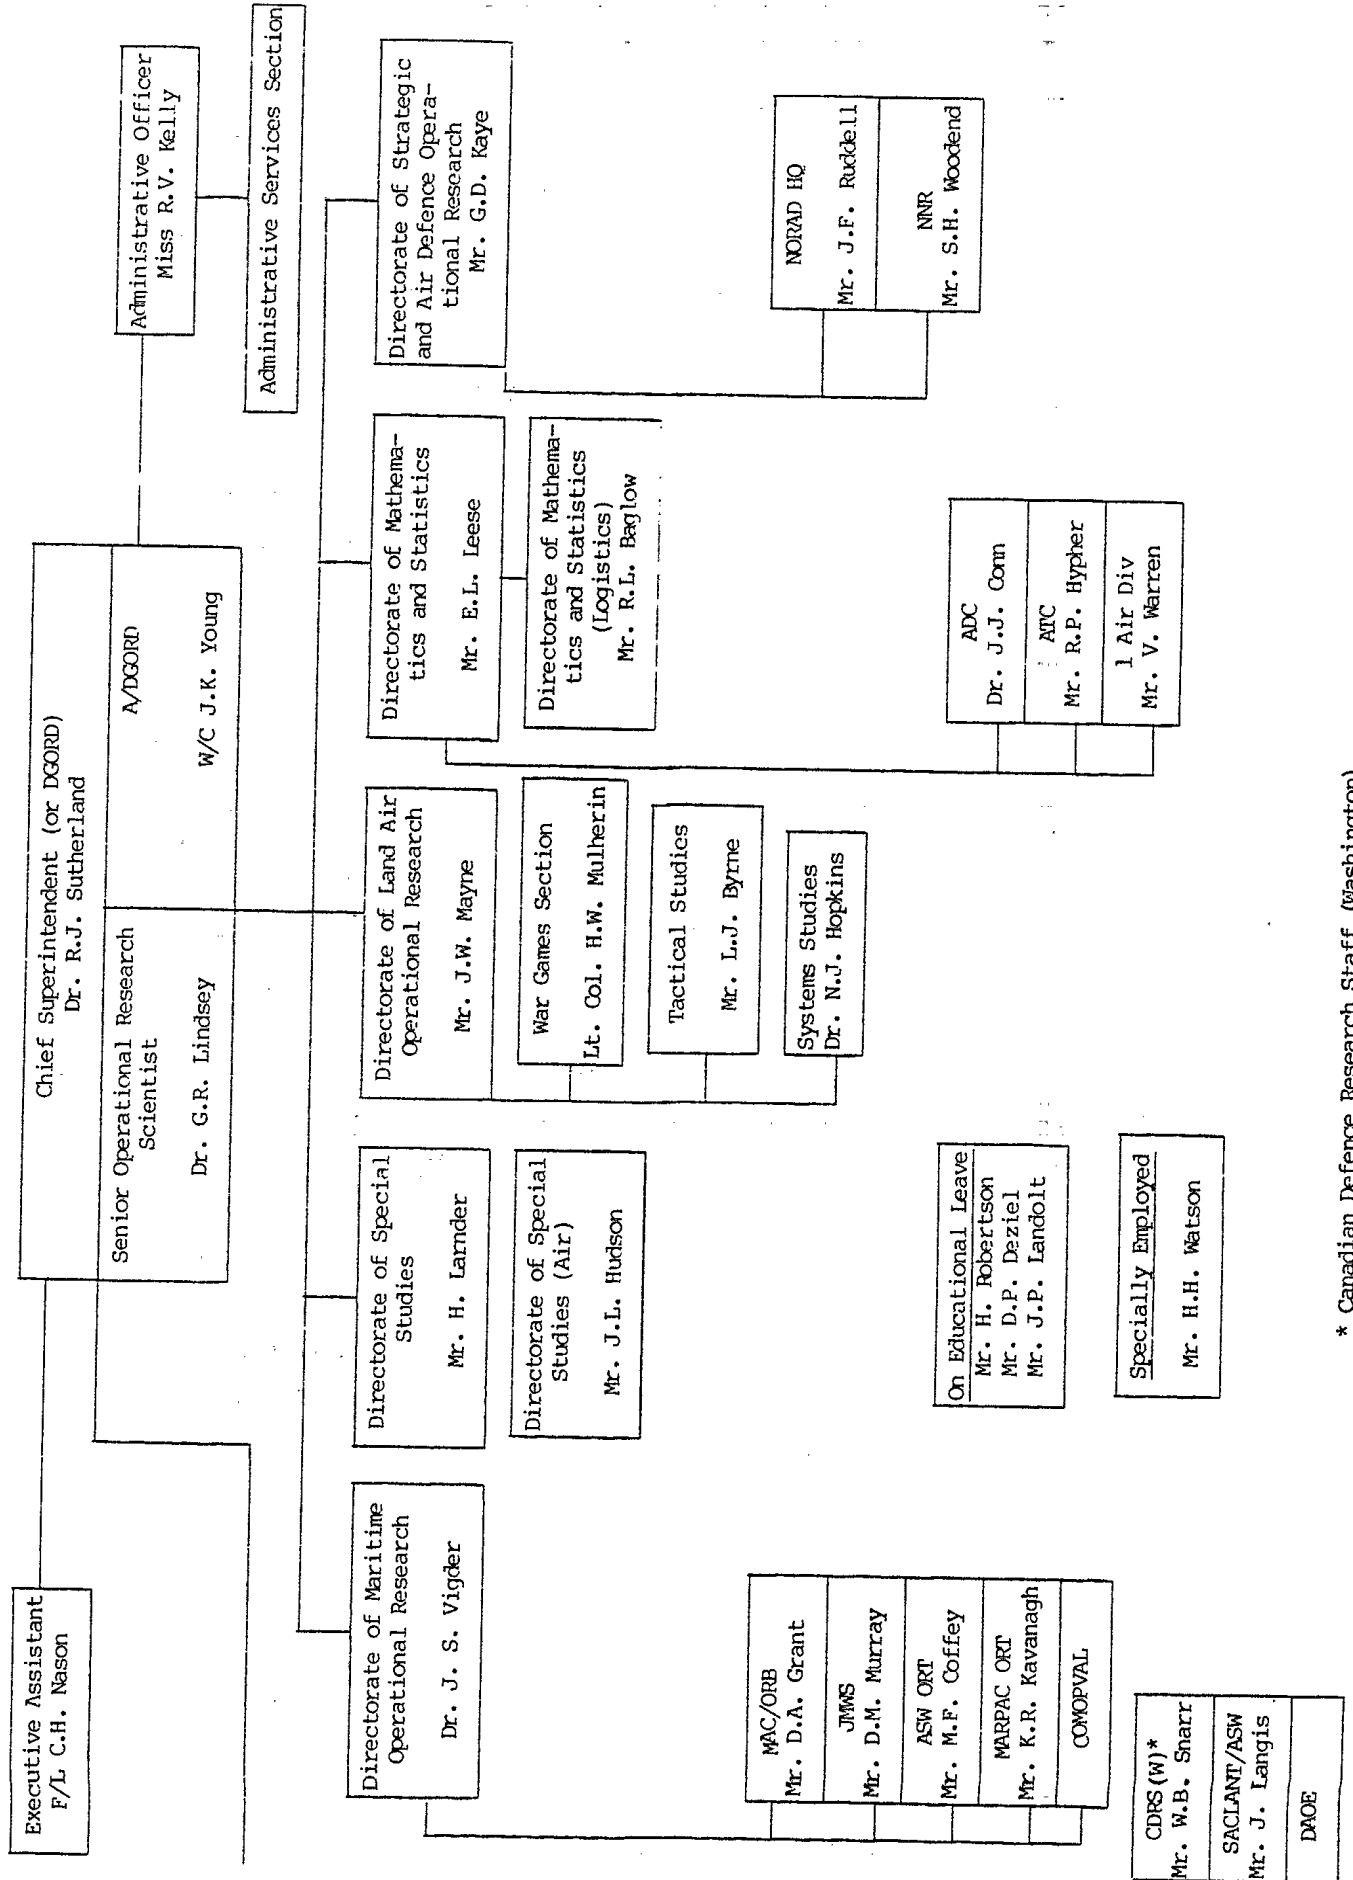 Chief Superintendent (or DGORD)
Dr. R.J. Sutherland
Senior Operational Research
Scientist
Dr. G.R. Lindsey
A/DGORD
W/C J.K. Young
Executive Assistant
F/L C.H. Nason
Administrative Officer
Miss R.V. Kelly
Administrative Services Section
Directorate of Maritime
Operational Research
Dr. J. S. Vigder
MAC/ORB
Mr. D.A. Grant
JMWS
Mr. D.M. Murray
ASW ORT
Mr. M.F. Coffey
MARPAC ORT
Mr. K.R. Kavanagh
COMOPVAL
CDRS(W)*
Mr. W.B. Snarr
SACLANT/ASW
Mr. J. Langis
DAOE
Directorate of Special
Studies
Mr. H. Larnder
Directorate of Special
Studies (Air)
Mr. J.L. Hudson
On Educational Leave
Mr. H. Robertson
Mr. D.P. Deziel
Mr. J.P. Landolt
Specially Employed
Mr. H.H. Watson
Directorate of Land Air
Operational Research
Mr. J.W. Mayne
War Games Section
Lt. Col. H.W. Mulherin
Tactical Studies
Mr. L.J. Byrne
Systems Studies
Dr. N.J. Hopkins
Directorate of Mathema-
tics and Statistics
Mr. E.L. Leese
Directorate of Mathema-
tics and Statistics
(Logistics)
Mr. R.L. Baglow
ADC
Dr. J.J. Conn
ATC
Mr. R.P. Hypher
1 Air Div
Mr. V. Warren
Directorate of Strategic
and Air Defence Opera-
tional Research
Mr. G.D. Kaye
NORAD HQ
Mr. J.F. Ruddell
NNR
Mr. S.H. Woodend
* Canadian Defence Research Staff (Washington)